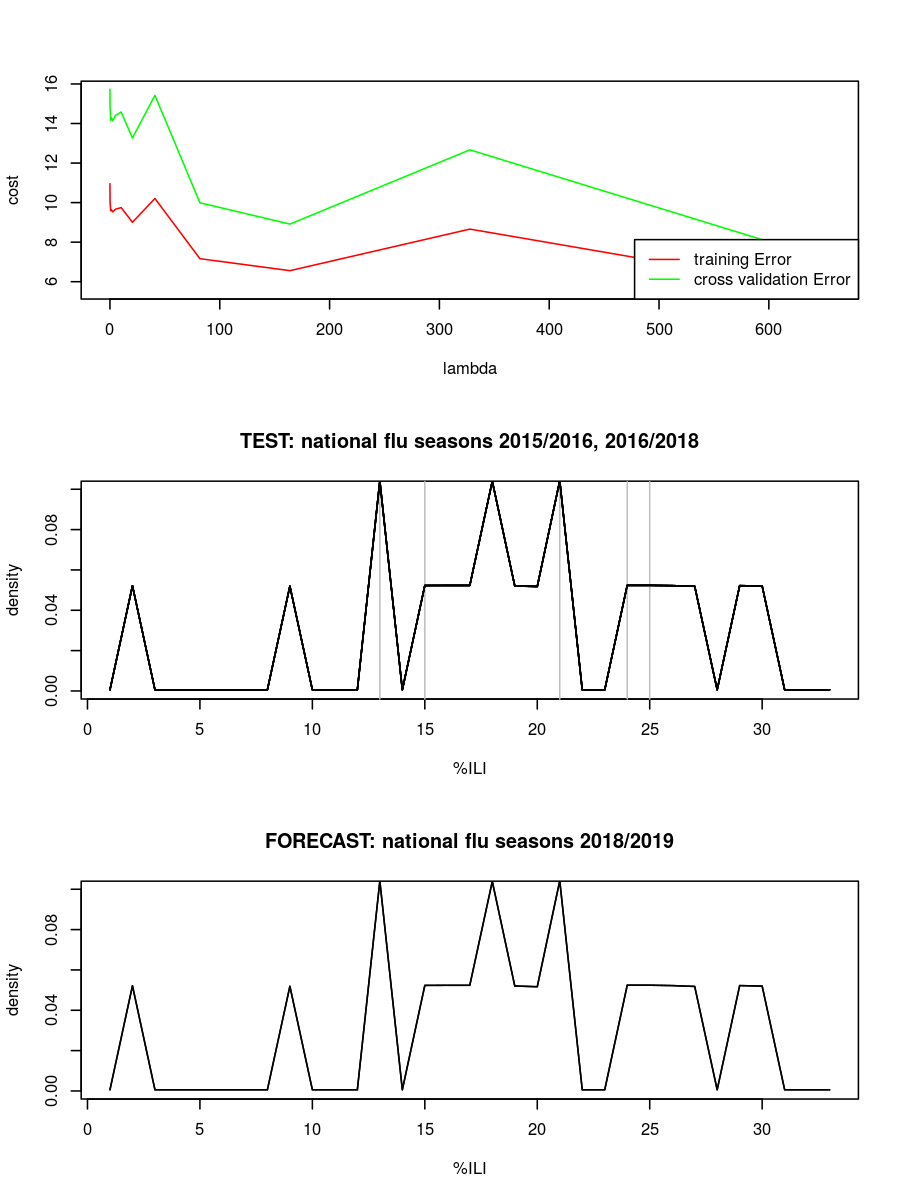 16
14
12
10
8
6
cost
training Error
cross validation Error
0 100 200 300 400 500 600
lambda
TEST: national flu seasons 2015/2016, 2016/2018
0.08
0.04
0.00
density
0 5 10 15 20 25 30
%ILI
FORECAST: national flu seasons 2018/2019
0.08
0.04
0.00
density
0 5 10 15 20 25 30
%ILI